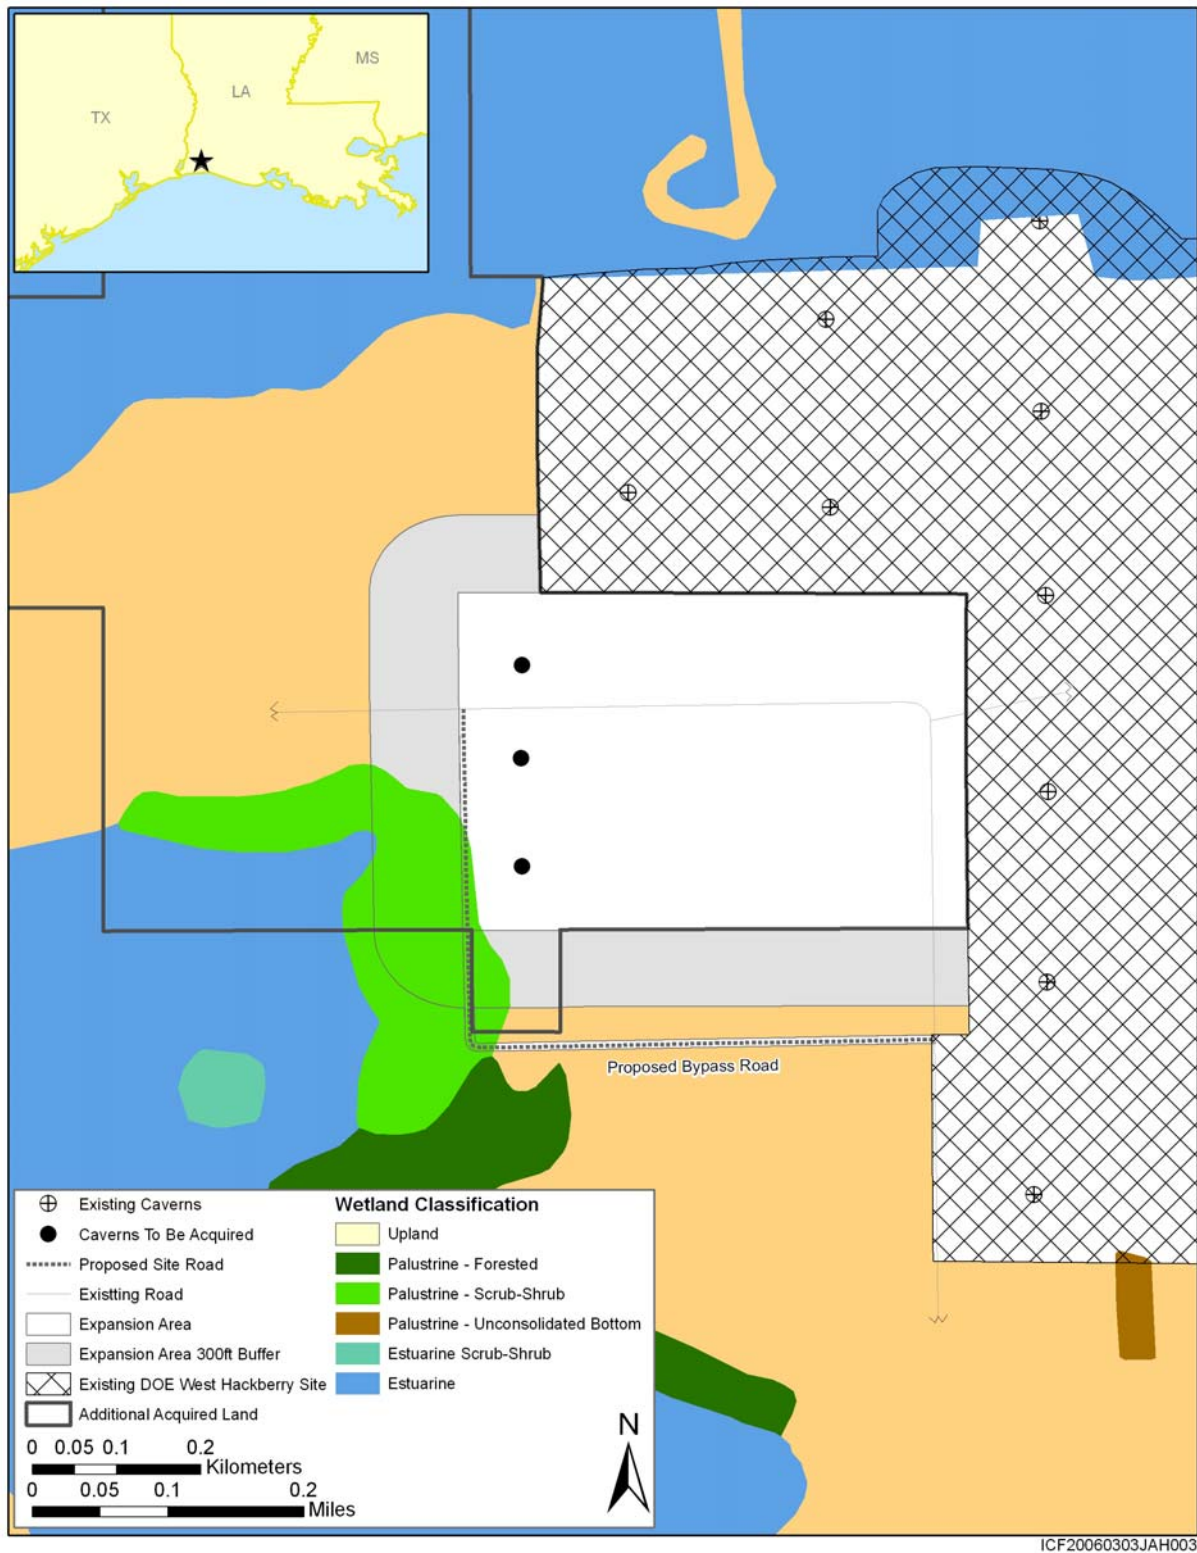 MS
LA
TX
Proposed Bypass Road
Existing Caverns
Caverns To Be Acquired
Proposed Site Road
Existting Road
Expansion Area
Expansion Area 300ft Buffer
Existing DOE West Hackberry Site
Additional Acquired Land
Wetland Classification
Upland
Palustrine - Forested
Palustrine - Scrub-Shrub
Palustrine - Unconsolidated Bottom
Estuarine Scrub-Shrub
Estuarine
0 0.05 0.1 0.2
Kilometers
0 0.05 0.1 0.2
Miles
N
ICF20060303JAH003